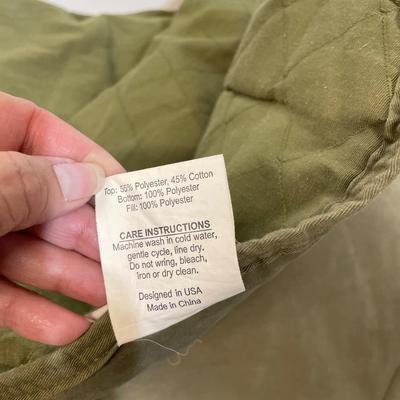 Top: 55% Polyester, 45% Cotton
Bottom: 100% Polyester
Fill: 100% Polyester
CARE INSTRUCTIONS
Machine wash in cold water,
gentle cycle, line dry.
Do not wring, bleach,
iron or dry clean.
Designed in USA
Made in China